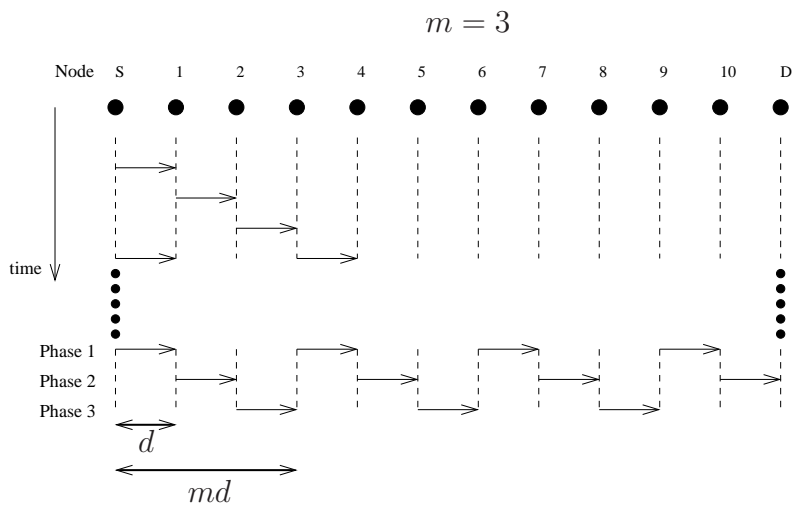 m = 3
Node S 1 2 3 4 5 6 7 8 9 10 D
time
Phase 1
Phase 2
Phase 3
d
md